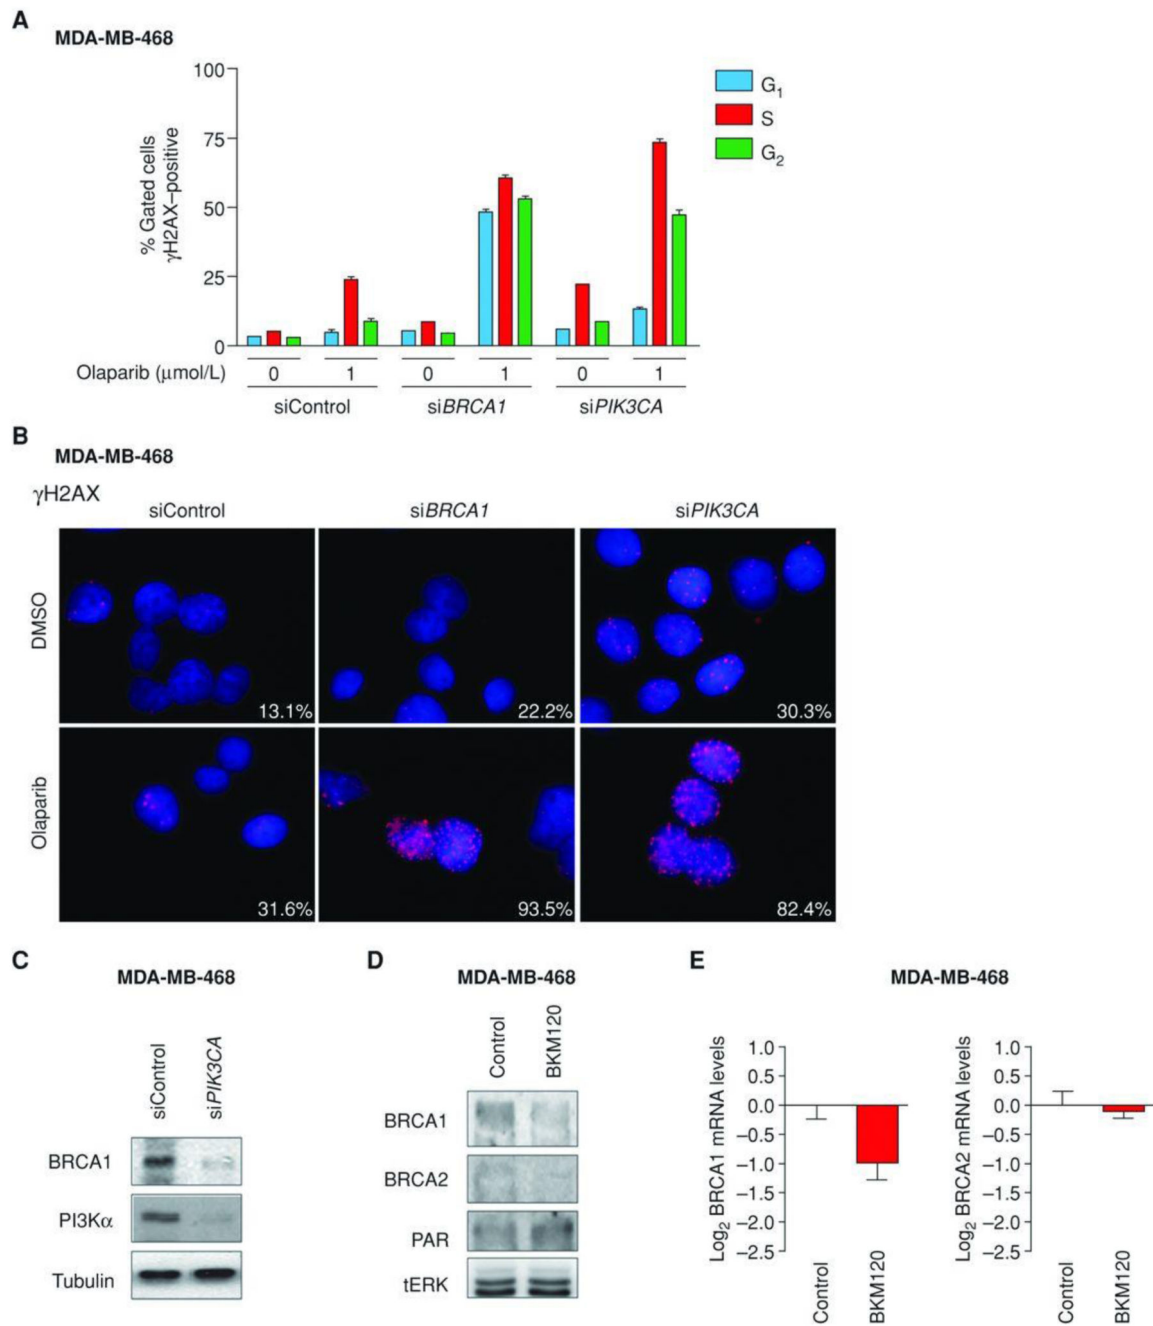 A
MDA-MB-468
% Gated cells
γH2AX–positive
100
75
50
25
0
G1
S
G2
Olaparib (μmol/L) 0 1 0 1 0 1
siControl siBRCA1 siPIK3CA
B
MDA-MB-468
γH2AX
siControl siBRCA1 siPIK3CA
DMSO
13.1% 22.2% 30.3%
Olaparib
31.6% 93.5% 82.4%
C
MDA-MB-468
siControl siPIK3CA
BRCA1
PI3Kα
Tubulin
D
MDA-MB-468
Control BKM120
BRCA1
BRCA2
PAR
tERK
E
MDA-MB-468
Log2 BRCA1 mRNA levels
1.0
0.5
0.0
–0.5
–1.0
–1.5
–2.0
–2.5
Control BKM120
Log2 BRCA2 mRNA levels
1.0
0.5
0.0
–0.5
–1.0
–1.5
–2.0
–2.5
Control BKM120